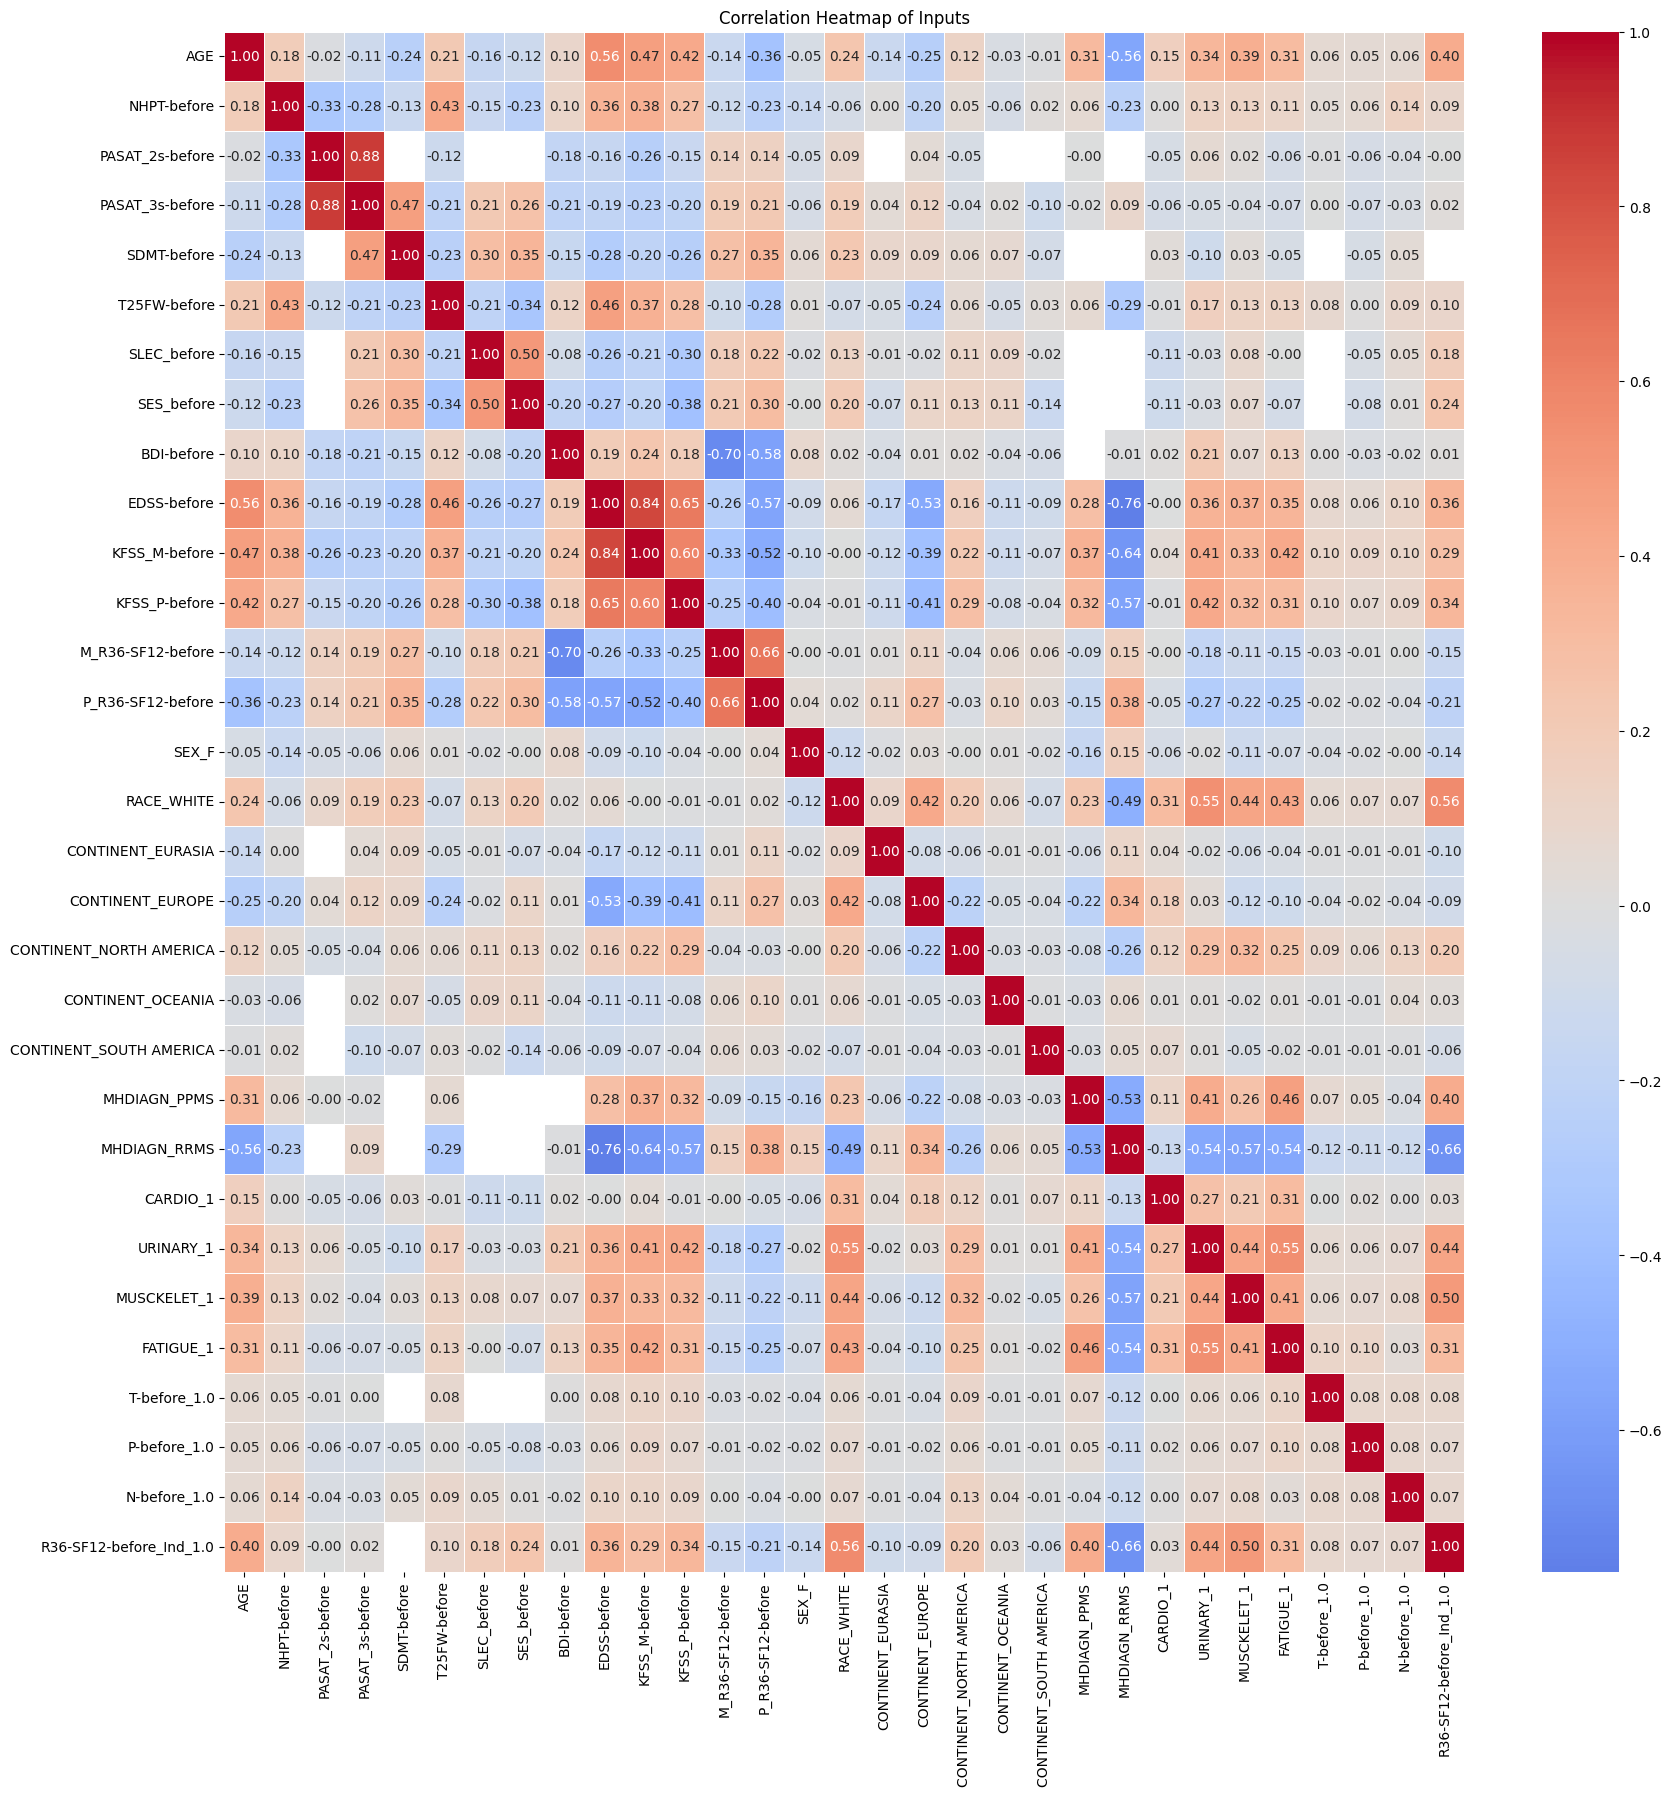 Correlation Heatmap of Inputs
AGE 1.00 0.18 -0.02 -0.11 -0.24 0.21 -0.16 -0.12 0.10 0.56 0.47 0.42 -0.14 -0.36 -0.05 0.24 -0.14 -0.25 0.12 -0.03 -0.01 0.31 -0.56 0.15 0.34 0.39 0.31 0.06 0.05 0.06 0.40
NHPT-before 0.18 1.00 -0.33 -0.28 -0.13 0.43 -0.15 -0.23 0.10 0.36 0.38 0.27 -0.12 -0.23 -0.14 -0.06 0.00 -0.20 0.05 -0.06 0.02 0.06 -0.23 0.00 0.13 0.13 0.11 0.05 0.06 0.14 0.09
PASAT_2s-before -0.02 -0.33 1.00 0.88 -0.12 -0.18 -0.16 -0.26 -0.15 0.14 0.14 -0.05 0.09 0.04 -0.05 -0.00 -0.05 0.06 0.02 -0.06 -0.01 -0.06 -0.04 -0.00
PASAT_3s-before -0.11 -0.28 0.88 1.00 0.47 -0.21 0.21 0.26 -0.21 -0.19 -0.23 -0.20 0.19 0.21 -0.06 0.19 0.04 0.12 -0.04 0.02 -0.10 -0.02 0.09 -0.06 -0.05 -0.04 -0.07 0.00 -0.07 -0.03 0.02
SDMT-before -0.24 -0.13 0.47 1.00 -0.23 0.30 0.35 -0.15 -0.28 -0.20 -0.26 0.27 0.35 0.06 0.23 0.09 0.09 0.06 0.07 -0.07 0.03 -0.10 0.03 -0.05 -0.05 0.05
T25FW-before 0.21 0.43 -0.12 -0.21 -0.23 1.00 -0.21 -0.34 0.12 0.46 0.37 0.28 -0.10 -0.28 0.01 -0.07 -0.05 -0.24 0.06 -0.05 0.03 0.06 -0.29 -0.01 0.17 0.13 0.13 0.08 0.00 0.09 0.10
SLEC_before -0.16 -0.15 0.21 0.30 -0.21 1.00 0.50 -0.08 -0.26 -0.21 -0.30 0.18 0.22 -0.02 0.13 -0.01 -0.02 0.11 0.09 -0.02 -0.11 -0.03 0.08 -0.00 -0.05 0.05 0.18
SES_before -0.12 -0.23 0.26 0.35 -0.34 0.50 1.00 -0.20 -0.27 -0.20 -0.38 0.21 0.30 -0.00 0.20 -0.07 0.11 0.13 0.11 -0.14 -0.11 -0.03 0.07 -0.07 -0.08 0.01 0.24
BDI-before 0.10 0.10 -0.18 -0.21 -0.15 0.12 -0.08 -0.20 1.00 0.19 0.24 0.18 -0.70 -0.58 0.08 0.02 -0.04 0.01 0.02 -0.04 -0.06 -0.01 0.02 0.21 0.07 0.13 0.00 -0.03 -0.02 0.01
EDSS-before 0.56 0.36 -0.16 -0.19 -0.28 0.46 -0.26 -0.27 0.19 1.00 0.84 0.65 -0.26 -0.57 -0.09 0.06 -0.17 -0.53 0.16 -0.11 -0.09 0.28 -0.76 -0.00 0.36 0.37 0.35 0.08 0.06 0.10 0.36
KFSS_M-before 0.47 0.38 -0.26 -0.23 -0.20 0.37 -0.21 -0.20 0.24 0.84 1.00 0.60 -0.33 -0.52 -0.10 -0.00 -0.12 -0.39 0.22 -0.11 -0.07 0.37 -0.64 0.04 0.41 0.33 0.42 0.10 0.09 0.10 0.29
KFSS_P-before 0.42 0.27 -0.15 -0.20 -0.26 0.28 -0.30 -0.38 0.18 0.65 0.60 1.00 -0.25 -0.40 -0.04 -0.01 -0.11 -0.41 0.29 -0.08 -0.04 0.32 -0.57 -0.01 0.42 0.32 0.31 0.10 0.07 0.09 0.34
M_R36-SF12-before -0.14 -0.12 0.14 0.19 0.27 -0.10 0.18 0.21 -0.70 -0.26 -0.33 -0.25 1.00 0.66 -0.00 -0.01 0.01 0.11 -0.04 0.06 0.06 -0.09 0.15 -0.00 -0.18 -0.11 -0.15 -0.03 -0.01 0.00 -0.15
P_R36-SF12-before -0.36 -0.23 0.14 0.21 0.35 -0.28 0.22 0.30 -0.58 -0.57 -0.52 -0.40 0.66 1.00 0.04 0.02 0.11 0.27 -0.03 0.10 0.03 -0.15 0.38 -0.05 -0.27 -0.22 -0.25 -0.02 -0.02 -0.04 -0.21
SEX_F -0.05 -0.14 -0.05 -0.06 0.06 0.01 -0.02 -0.00 0.08 -0.09 -0.10 -0.04 -0.00 0.04 1.00 -0.12 -0.02 0.03 -0.00 0.01 -0.02 -0.16 0.15 -0.06 -0.02 -0.11 -0.07 -0.04 -0.02 -0.00 -0.14
RACE_WHITE 0.24 -0.06 0.09 0.19 0.23 -0.07 0.13 0.20 0.02 0.06 -0.00 -0.01 -0.01 0.02 -0.12 1.00 0.09 0.42 0.20 0.06 -0.07 0.23 -0.49 0.31 0.55 0.44 0.43 0.06 0.07 0.07 0.56
CONTINENT_EURASIA -0.14 0.00 0.04 0.09 -0.05 -0.01 -0.07 -0.04 -0.17 -0.12 -0.11 0.01 0.11 -0.02 0.09 1.00 -0.08 -0.06 -0.01 -0.01 -0.06 0.11 0.04 -0.02 -0.06 -0.04 -0.01 -0.01 -0.01 -0.10
CONTINENT_EUROPE -0.25 -0.20 0.04 0.12 0.09 -0.24 -0.02 0.11 0.01 -0.53 -0.39 -0.41 0.11 0.27 0.03 0.42 -0.08 1.00 -0.22 -0.05 -0.04 -0.22 0.34 0.18 0.03 -0.12 -0.10 -0.04 -0.02 -0.04 -0.09
CONTINENT_NORTH AMERICA 0.12 0.05 -0.05 -0.04 0.06 0.06 0.11 0.13 0.02 0.16 0.22 0.29 -0.04 -0.03 -0.00 0.20 -0.06 -0.22 1.00 -0.03 -0.03 -0.08 -0.26 0.12 0.29 0.32 0.25 0.09 0.06 0.13 0.20
CONTINENT_OCEANIA -0.03 -0.06 0.02 0.07 -0.05 0.09 0.11 -0.04 -0.11 -0.11 -0.08 0.06 0.10 0.01 0.06 -0.01 -0.05 -0.03 1.00 -0.01 -0.03 0.06 0.01 0.01 -0.02 0.01 -0.01 -0.01 0.04 0.03
CONTINENT_SOUTH AMERICA -0.01 0.02 -0.10 -0.07 0.03 -0.02 -0.14 -0.06 -0.09 -0.07 -0.04 0.06 0.03 -0.02 -0.07 -0.01 -0.04 -0.03 -0.01 1.00 -0.03 0.05 0.07 0.01 -0.05 -0.02 -0.01 -0.01 -0.01 -0.06
MHDIAGN_PPMS 0.31 0.06 -0.00 -0.02 0.06 0.28 0.37 0.32 -0.09 -0.15 -0.16 0.23 -0.06 -0.22 -0.08 -0.03 -0.03 1.00 -0.53 0.11 0.41 0.26 0.46 0.07 0.05 -0.04 0.40
MHDIAGN_RRMS -0.56 -0.23 0.09 -0.29 -0.01 -0.76 -0.64 -0.57 0.15 0.38 0.15 -0.49 0.11 0.34 -0.26 0.06 0.05 -0.53 1.00 -0.13 -0.54 -0.57 -0.54 -0.12 -0.11 -0.12 -0.66
CARDIO_1 0.15 0.00 -0.05 -0.06 0.03 -0.01 -0.11 -0.11 0.02 -0.00 0.04 -0.01 -0.00 -0.05 -0.06 0.31 0.04 0.18 0.12 0.01 0.07 0.11 -0.13 1.00 0.27 0.21 0.31 0.00 0.02 0.00 0.03
URINARY_1 0.34 0.13 0.06 -0.05 -0.10 0.17 -0.03 -0.03 0.21 0.36 0.41 0.42 -0.18 -0.27 -0.02 0.55 -0.02 0.03 0.29 0.01 0.01 0.41 -0.54 0.27 1.00 0.44 0.55 0.06 0.06 0.07 0.44
MUSCKELET_1 0.39 0.13 0.02 -0.04 0.03 0.13 0.08 0.07 0.07 0.37 0.33 0.32 -0.11 -0.22 -0.11 0.44 -0.06 -0.12 0.32 -0.02 -0.05 0.26 -0.57 0.21 0.44 1.00 0.41 0.06 0.07 0.08 0.50
FATIGUE_1 0.31 0.11 -0.06 -0.07 -0.05 0.13 -0.00 -0.07 0.13 0.35 0.42 0.31 -0.15 -0.25 -0.07 0.43 -0.04 -0.10 0.25 0.01 -0.02 0.46 -0.54 0.31 0.55 0.41 1.00 0.10 0.10 0.03 0.31
T-before_1.0 0.06 0.05 -0.01 0.00 0.08 0.00 0.08 0.10 0.10 -0.03 -0.02 -0.04 0.06 -0.01 -0.04 0.09 -0.01 -0.01 0.07 -0.12 0.00 0.06 0.06 0.10 1.00 0.08 0.08 0.08
P-before_1.0 0.05 0.06 -0.06 -0.07 -0.05 0.00 -0.05 -0.08 -0.03 0.06 0.09 0.07 -0.01 -0.02 -0.02 0.07 -0.01 -0.02 0.06 -0.01 -0.01 0.05 -0.11 0.02 0.06 0.07 0.10 0.08 1.00 0.08 0.07
N-before_1.0 0.06 0.14 -0.04 -0.03 0.05 0.09 0.05 0.01 -0.02 0.10 0.10 0.09 0.00 -0.04 -0.00 0.07 -0.01 -0.04 0.13 0.04 -0.01 -0.04 -0.12 0.00 0.07 0.08 0.03 0.08 0.08 1.00 0.07
R36-SF12-before_Ind_1.0 0.40 0.09 -0.00 0.02 0.10 0.18 0.24 0.01 0.36 0.29 0.34 -0.15 -0.21 -0.14 0.56 -0.10 -0.09 0.20 0.03 -0.06 0.40 -0.66 0.03 0.44 0.50 0.31 0.08 0.07 0.07 1.00
AGE
NHPT-before
PASAT_2s-before
PASAT_3s-before
SDMT-before
T25FW-before
SLEC_before
SES_before
BDI-before
EDSS-before
KFSS_M-before
KFSS_P-before
M_R36-SF12-before
P_R36-SF12-before
SEX_F
RACE_WHITE
CONTINENT_EURASIA
CONTINENT_EUROPE
CONTINENT_NORTH AMERICA
CONTINENT_OCEANIA
CONTINENT_SOUTH AMERICA
MHDIAGN_PPMS
MHDIAGN_RRMS
CARDIO_1
URINARY_1
MUSCKELET_1
FATIGUE_1
T-before_1.0
P-before_1.0
N-before_1.0
R36-SF12-before_Ind_1.0
1.0
0.8
0.6
0.4
0.2
0.0
−0.2
−0.4
−0.6